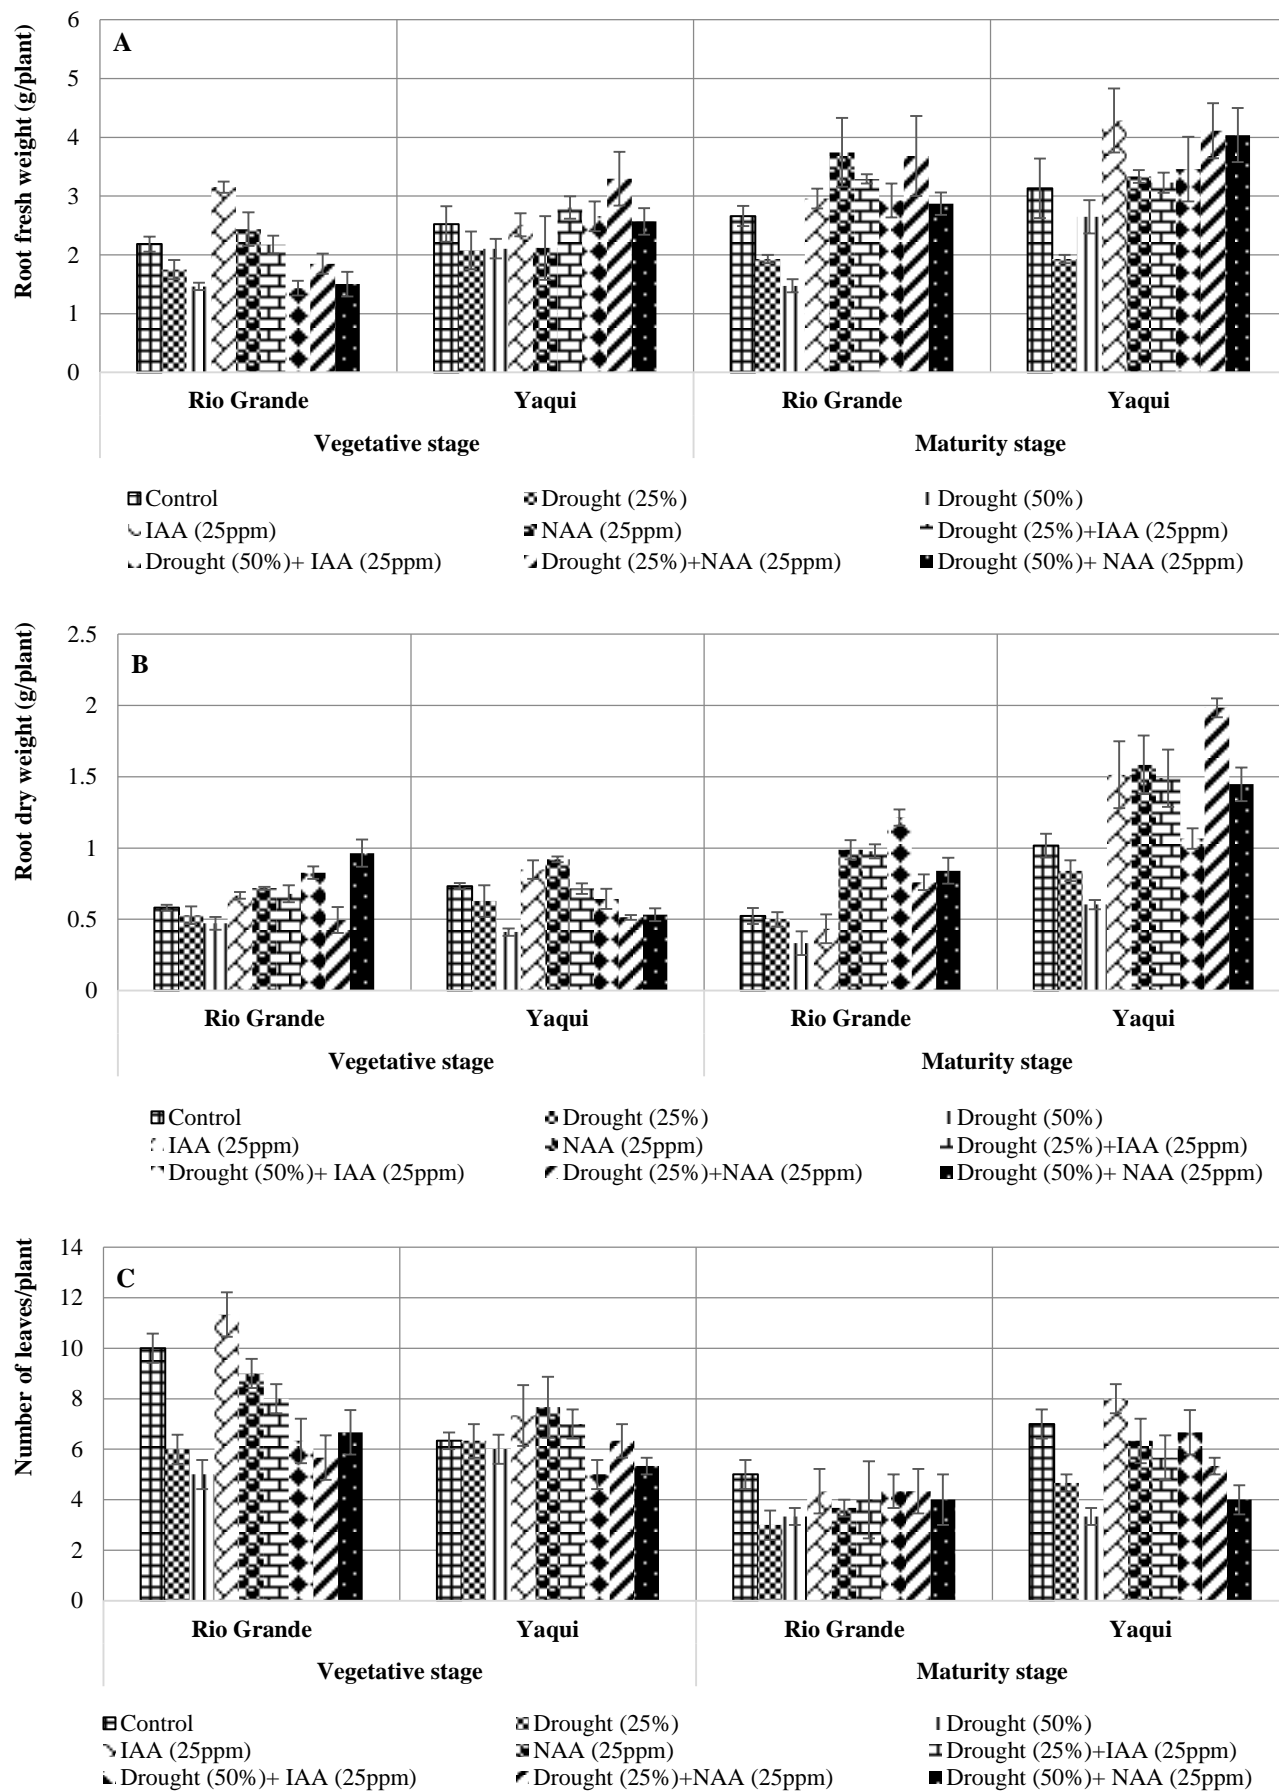 A
Root fresh weight (g/plant)
6
5
4
3
2
1
0
Rio Grande Yaqui Rio Grande Yaqui
Vegetative stage Maturity stage
Control Drought (25%) Drought (50%)
IAA (25ppm) NAA (25ppm) Drought (25%)+IAA (25ppm)
Drought (50%)+ IAA (25ppm) Drought (25%)+NAA (25ppm) Drought (50%)+ NAA (25ppm)
B
Root dry weight (g/plant)
2.5
2
1.5
1
0.5
0
Rio Grande Yaqui Rio Grande Yaqui
Vegetative stage Maturity stage
Control Drought (25%) Drought (50%)
IAA (25ppm) NAA (25ppm) Drought (25%)+IAA (25ppm)
Drought (50%)+ IAA (25ppm) Drought (25%)+NAA (25ppm) Drought (50%)+ NAA (25ppm)
C
Number of leaves/plant
14
12
10
8
6
4
2
0
Rio Grande Yaqui Rio Grande Yaqui
Vegetative stage Maturity stage
Control Drought (25%) Drought (50%)
IAA (25ppm) NAA (25ppm) Drought (25%)+IAA (25ppm)
Drought (50%)+ IAA (25ppm) Drought (25%)+NAA (25ppm) Drought (50%)+ NAA (25ppm)